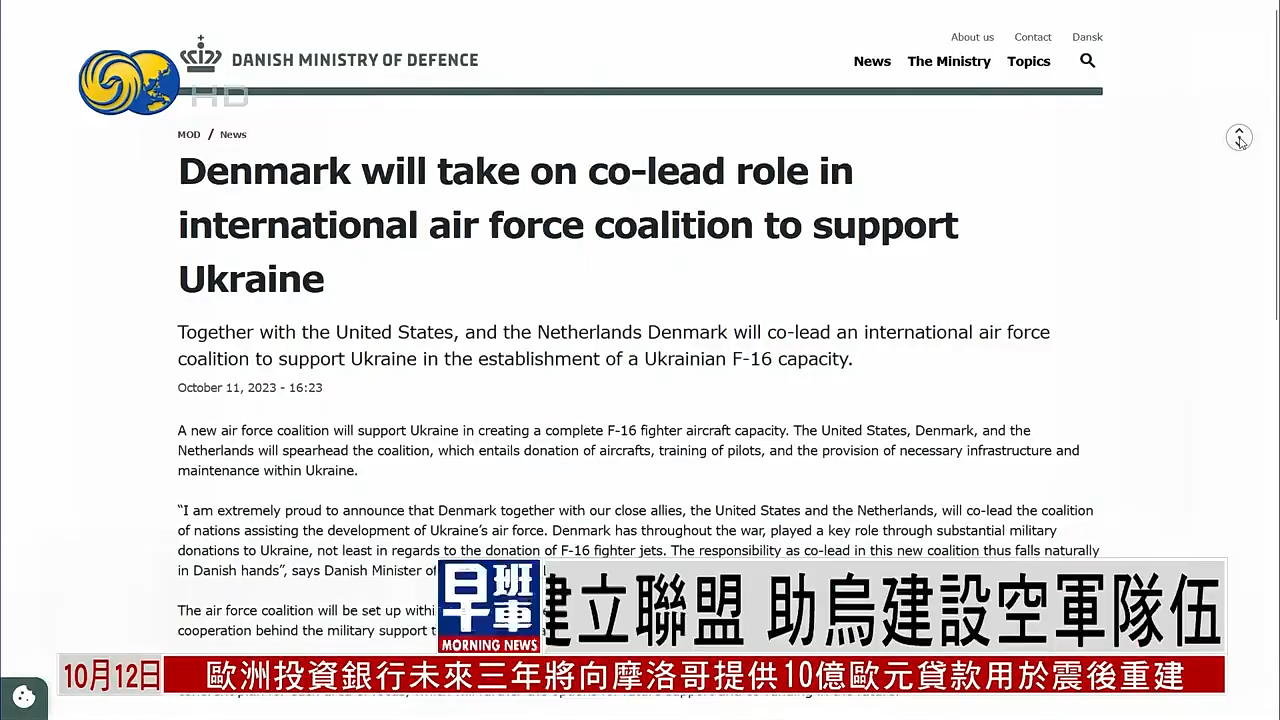 About us Contact Dansk
DANISH MINISTRY OF DEFENCE
News The Ministry Topics
HD
MOD / News
Denmark will take on co-lead role in
international air force coalition to support
Ukraine
Together with the United States, and the Netherlands Denmark will co-lead an international air force
coalition to support Ukraine in the establishment of a Ukrainian F-16 capacity.
October 11, 2023 - 16:23
A new air force coalition will support Ukraine in creating a complete F-16 fighter aircraft capacity. The United States, Denmark, and the
Netherlands will spearhead the coalition, which entails donation of aircrafts, training of pilots, and the provision of necessary infrastructure and
maintenance within Ukraine.
“I am extremely proud to announce that Denmark together with our close allies, the United States and the Netherlands, will co-lead the coalition
of nations assisting the development of Ukraine’s air force. Denmark has throughout the war, played a key role through substantial military
donations to Ukraine, not least in regards to the donation of F-16 fighter jets. The responsibility as co-lead in this new coalition thus falls naturally
in Danish hands”, says Danish Minister of
The air force coalition will be set up withi
cooperation behind the military support t
早班車
MORNING NEWS
建立聯盟 助烏建設空軍隊伍
10月12日
歐洲投資銀行未來三年將向摩洛哥提供10億歐元貸款用於震後重建